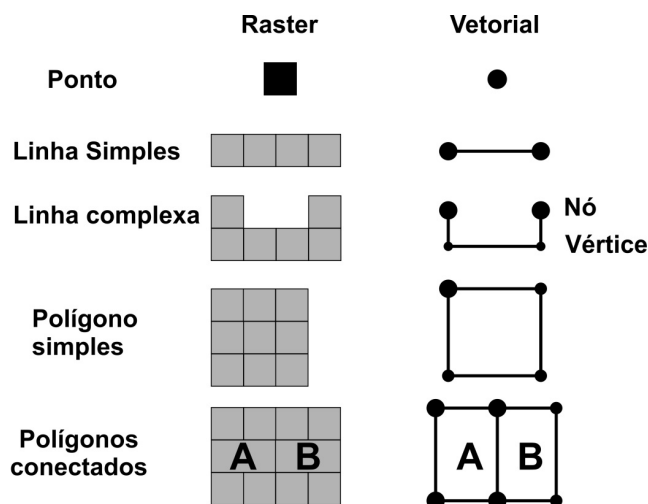 Raster Vetorial
Ponto
Linha Simples
Linha complexa
Nó
Vértice
Polígono
simples
Polígonos
conectados
A B
A B